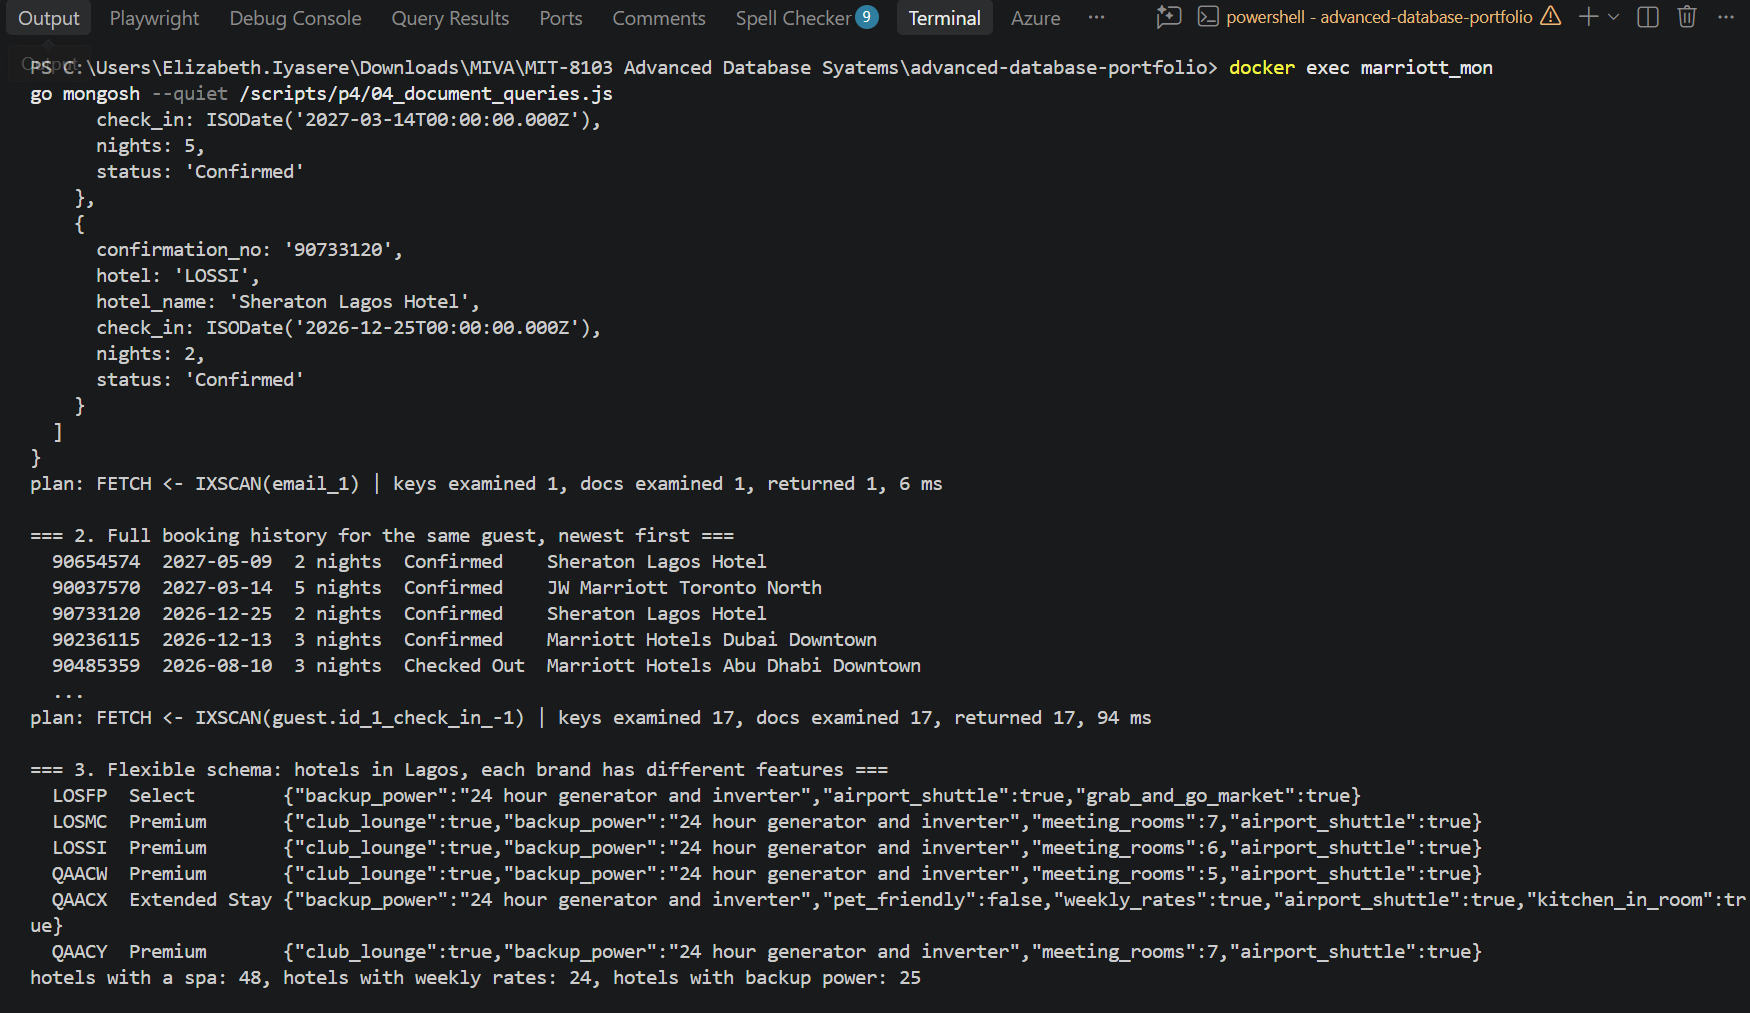 Output Playwright Debug Console Query Results Ports Comments Spell Checker 9 Terminal Azure ··· powershell - advanced-database-portfolio
Output
PS C:\Users\Elizabeth.Iyasere\Downloads\MIVA\MIT-8103 Advanced Database Syatems\advanced-database-portfolio> docker exec marriott_mon
go mongosh --quiet /scripts/p4/04_document_queries.js
      check_in: ISODate('2027-03-14T00:00:00.000Z'),
      nights: 5,
      status: 'Confirmed'
    },
    {
      confirmation_no: '90733120',
      hotel: 'LOSSI',
      hotel_name: 'Sheraton Lagos Hotel',
      check_in: ISODate('2026-12-25T00:00:00.000Z'),
      nights: 2,
      status: 'Confirmed'
    }
  ]
}
plan: FETCH <- IXSCAN(email_1) | keys examined 1, docs examined 1, returned 1, 6 ms

=== 2. Full booking history for the same guest, newest first ===
  90654574  2027-05-09  2 nights  Confirmed    Sheraton Lagos Hotel
  90037570  2027-03-14  5 nights  Confirmed    JW Marriott Toronto North
  90733120  2026-12-25  2 nights  Confirmed    Sheraton Lagos Hotel
  90236115  2026-12-13  3 nights  Confirmed    Marriott Hotels Dubai Downtown
  90485359  2026-08-10  3 nights  Checked Out  Marriott Hotels Abu Dhabi Downtown
  ...
plan: FETCH <- IXSCAN(guest.id_1_check_in_-1) | keys examined 17, docs examined 17, returned 17, 94 ms

=== 3. Flexible schema: hotels in Lagos, each brand has different features ===
  LOSFP  Select        {"backup_power":"24 hour generator and inverter","airport_shuttle":true,"grab_and_go_market":true}
  LOSMC  Premium       {"club_lounge":true,"backup_power":"24 hour generator and inverter","meeting_rooms":7,"airport_shuttle":true}
  LOSSI  Premium       {"club_lounge":true,"backup_power":"24 hour generator and inverter","meeting_rooms":6,"airport_shuttle":true}
  QAACW  Premium       {"club_lounge":true,"backup_power":"24 hour generator and inverter","meeting_rooms":5,"airport_shuttle":true}
  QAACX  Extended Stay {"backup_power":"24 hour generator and inverter","pet_friendly":false,"weekly_rates":true,"airport_shuttle":true,"kitchen_in_room":tr
ue}
  QAACY  Premium       {"club_lounge":true,"backup_power":"24 hour generator and inverter","meeting_rooms":7,"airport_shuttle":true}
hotels with a spa: 48, hotels with weekly rates: 24, hotels with backup power: 25